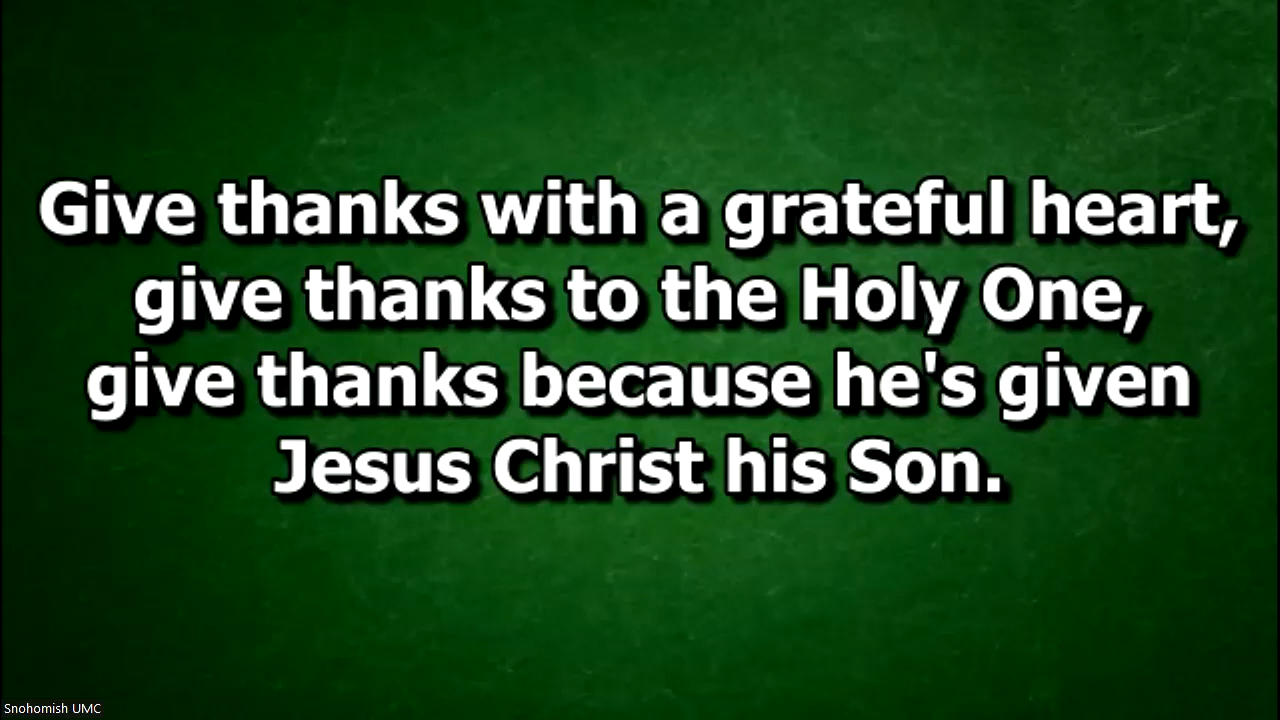 Give thanks with a grateful heart,
give thanks to the Holy One,
give thanks because he's given
Jesus Christ his Son.
Snohomish UMC